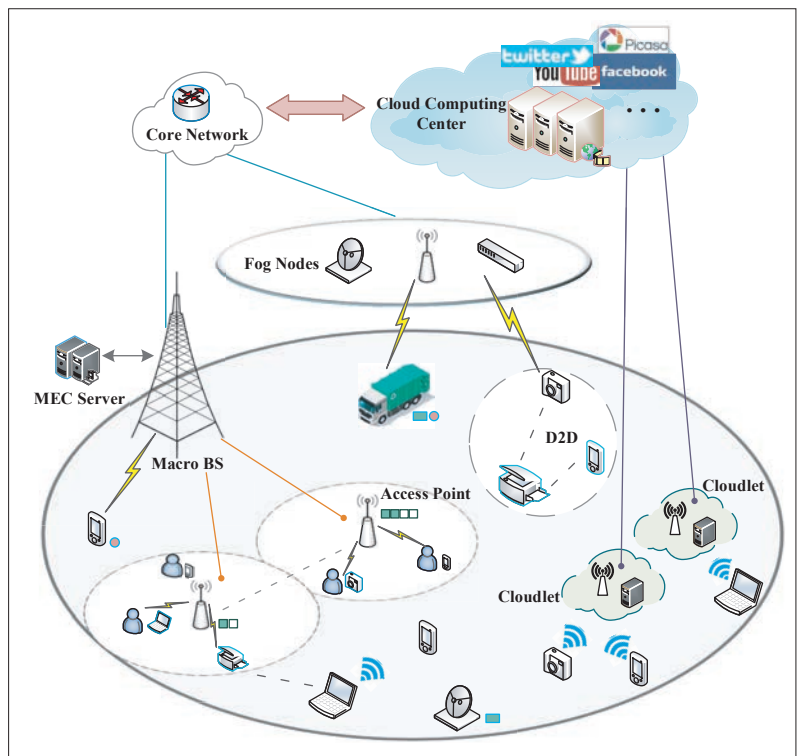 Picasa
twitter
YouTube
facebook
Cloud Computing
Center
Core Network
Fog Nodes
MEC Server
D2D
Macro BS
Access Point
Cloudlet
Cloudlet